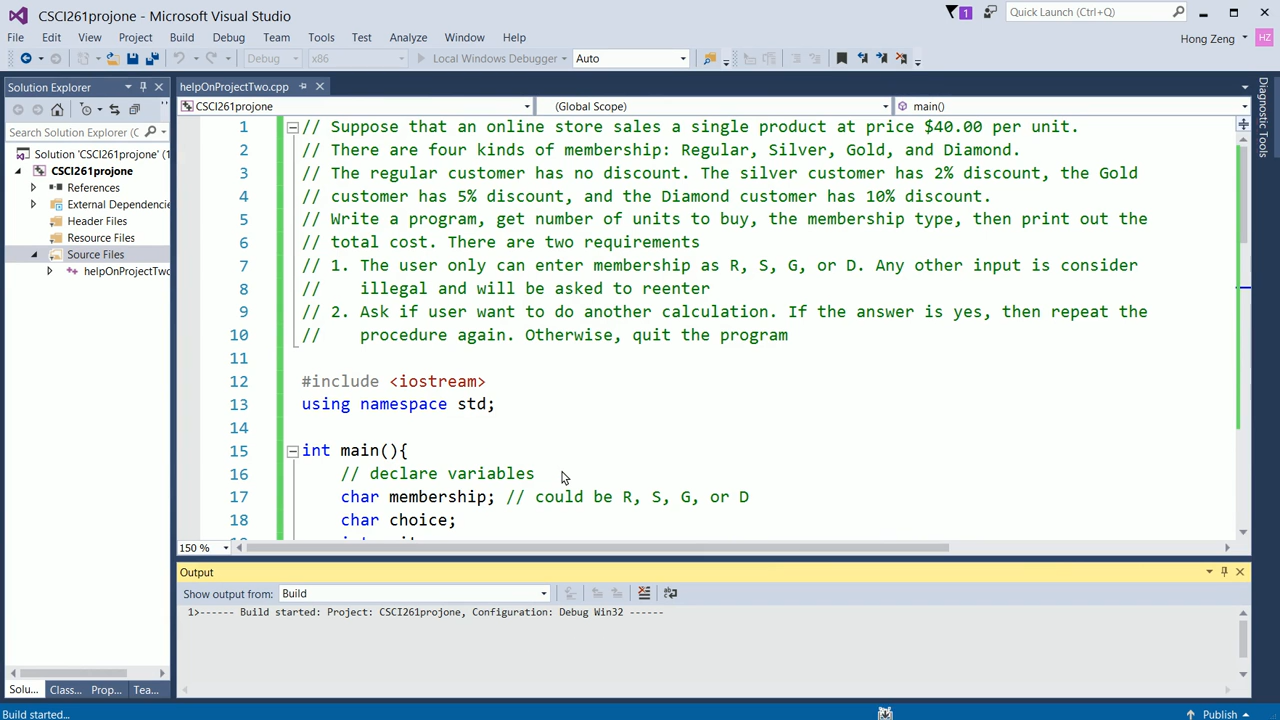 CSCI261projone - Microsoft Visual Studio
1
Quick Launch (Ctrl+Q)
File Edit View Project Build Debug Team Tools Test Analyze Window Help
Hong Zeng
HZ
Debug x86 Local Windows Debugger Auto
Solution Explorer
helpOnProjectTwo.cpp
CSCI261projone
(Global Scope)
main()
Diagnostic Tools
Search Solution Explorer (C
Solution 'CSCI261projone' (1
CSCI261projone
References
External Dependencie
Header Files
Resource Files
Source Files
helpOnProjectTwo
1 // Suppose that an online store sales a single product at price $40.00 per unit.
2 // There are four kinds of membership: Regular, Silver, Gold, and Diamond.
3 // The regular customer has no discount. The silver customer has 2% discount, the Gold
4 // customer has 5% discount, and the Diamond customer has 10% discount.
5 // Write a program, get number of units to buy, the membership type, then print out the
6 // total cost. There are two requirements
7 // 1. The user only can enter membership as R, S, G, or D. Any other input is consider
8 // illegal and will be asked to reenter
9 // 2. Ask if user want to do another calculation. If the answer is yes, then repeat the
10 // procedure again. Otherwise, quit the program
11
12 #include <iostream>
13 using namespace std;
14
15 int main(){
16 // declare variables
17 char membership; // could be R, S, G, or D
18 char choice;
150 %
Output
Show output from: Build
1>------ Build started: Project: CSCI261projone, Configuration: Debug Win32 ------
Solu... Class... Prop... Tea...
Build started...
Publish